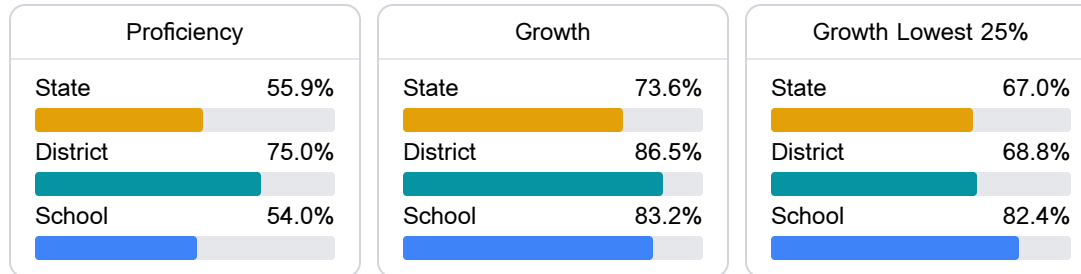 Proficiency
State 55.9%
District 75.0%
School 54.0%
Growth
State 73.6%
District 86.5%
School 83.2%
Growth Lowest 25%
State 67.0%
District 68.8%
School 82.4%